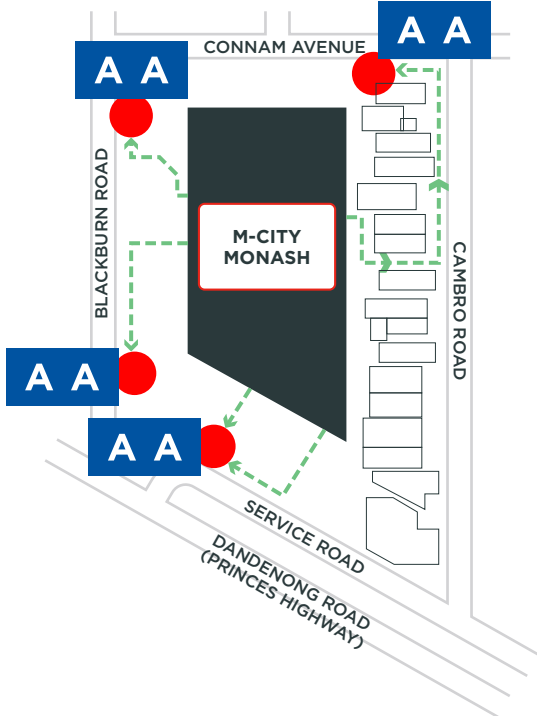 A A
CONNAM AVENUE
A A
BLACKBURN ROAD
M-CITY
MONASH
CAMBRO ROAD
A A
A A
SERVICE ROAD
DANDENONG ROAD
(PRINCES HIGHWAY)